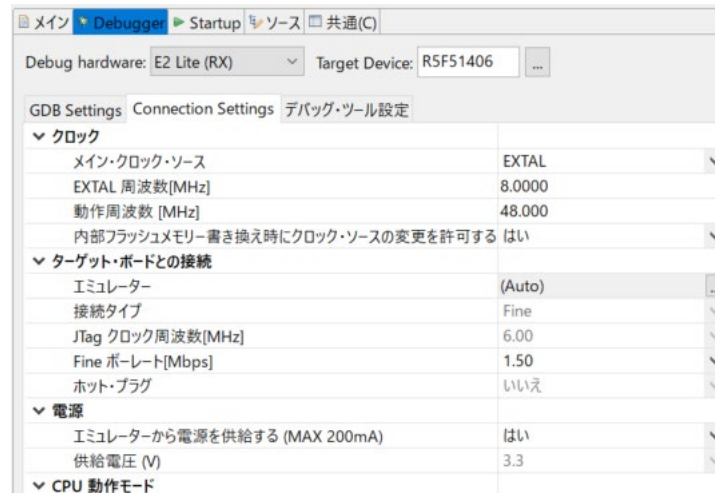 メイン Debugger Startup ソース 共通(C)
Debug hardware: E2 Lite (RX) Target Device: R5F51406 ...
GDB Settings Connection Settings デバッグ・ツール設定
クロック
メイン・クロック・ソース EXTAL
EXTAL 周波数[MHz] 8.0000
動作周波数 [MHz] 48.000
内部フラッシュメモリー書き換え時にクロック・ソースの変更を許可する はい
ターゲット・ボードとの接続
エミュレーター (Auto)
接続タイプ Fine
JTag クロック周波数[MHz] 6.00
Fine ボーレート[Mbps] 1.50
ホット・プラグ いいえ
電源
エミュレーターから電源を供給する (MAX 200mA) はい
供給電圧 (V) 3.3
CPU 動作モード